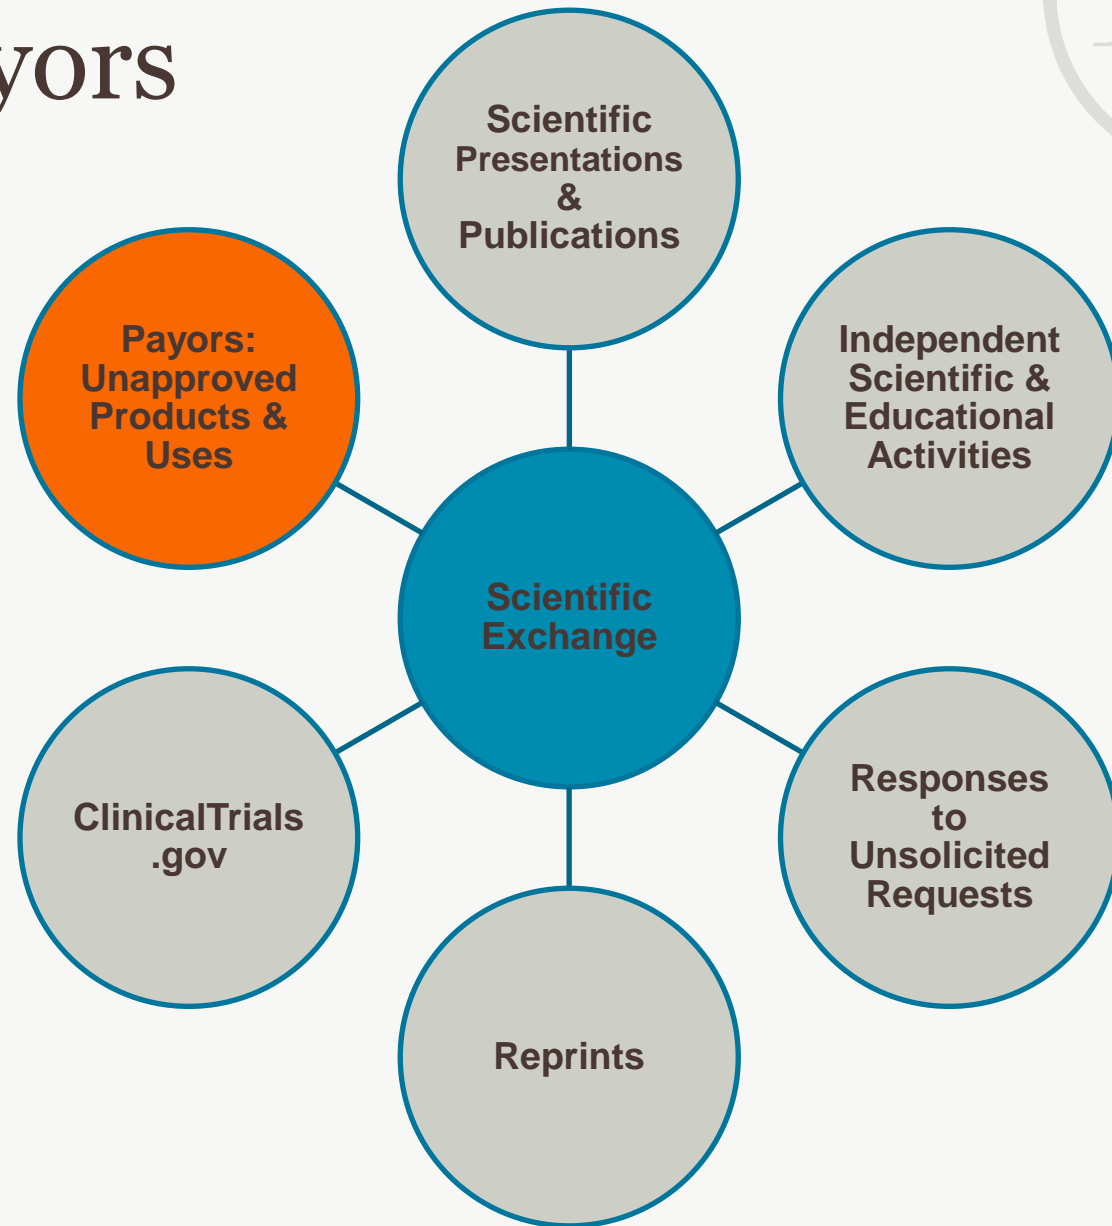 yors
Scientific
Presentations
&
Publications
Payors:
Unapproved
Products &
Uses
Independent
Scientific &
Educational
Activities
Scientific
Exchange
ClinicalTrials
.gov
Responses
to
Unsolicited
Requests
Reprints